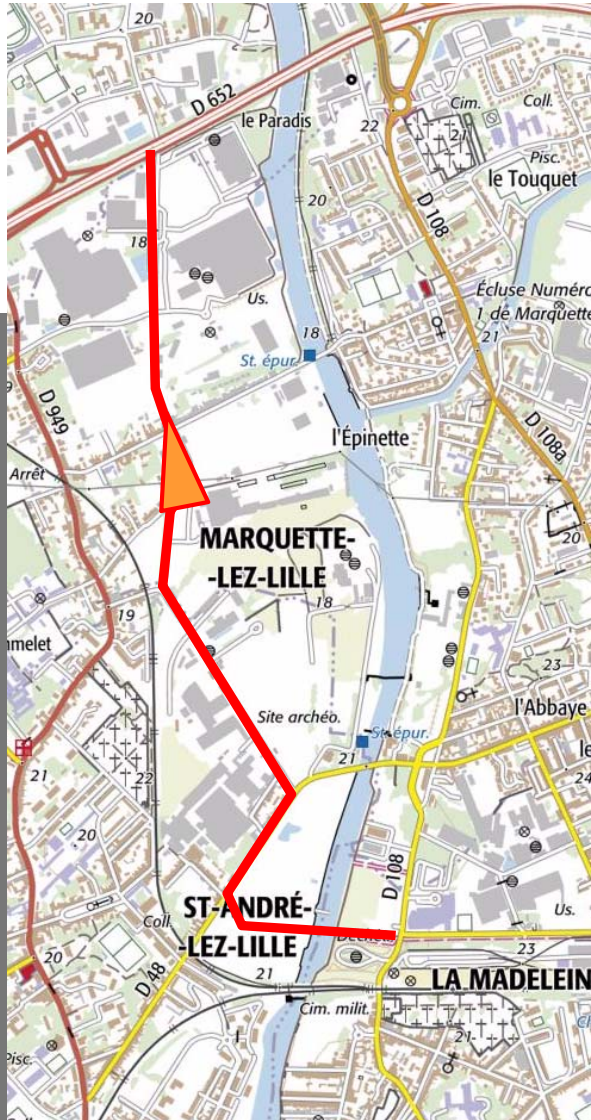 20
20
D 652
le Paradis
22
Cim.
Coll.
21
Pisc.
le Touquet
20
D 108
18
Us.
Écluse Numéro
1 de Marquette
18
21
St. épur.
D 949
l'Épinette
D 108a
Arrêt
20
MARQUETTE-
-LEZ-LILLE
18
19
mmelet
23
l'Abbaye
Site archéo.
St. épur.
le
21
21
22
24
20
D 108
ST-ANDRÉ-
-LEZ-LILLE
Coll.
Us.
20
D 48
21
LA MADELEIN
Cim. milit.
21
Pisc.